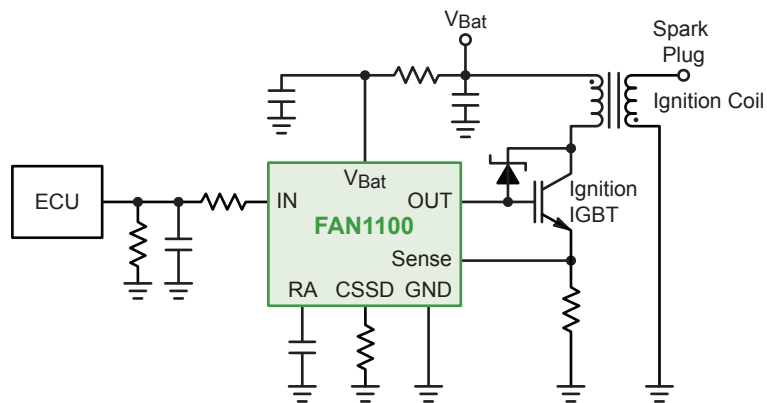 VBat
Spark
Plug
Ignition Coil
VBat
ECU
IN
OUT
Ignition
IGBT
FAN1100
Sense
RA
CSSD
GND